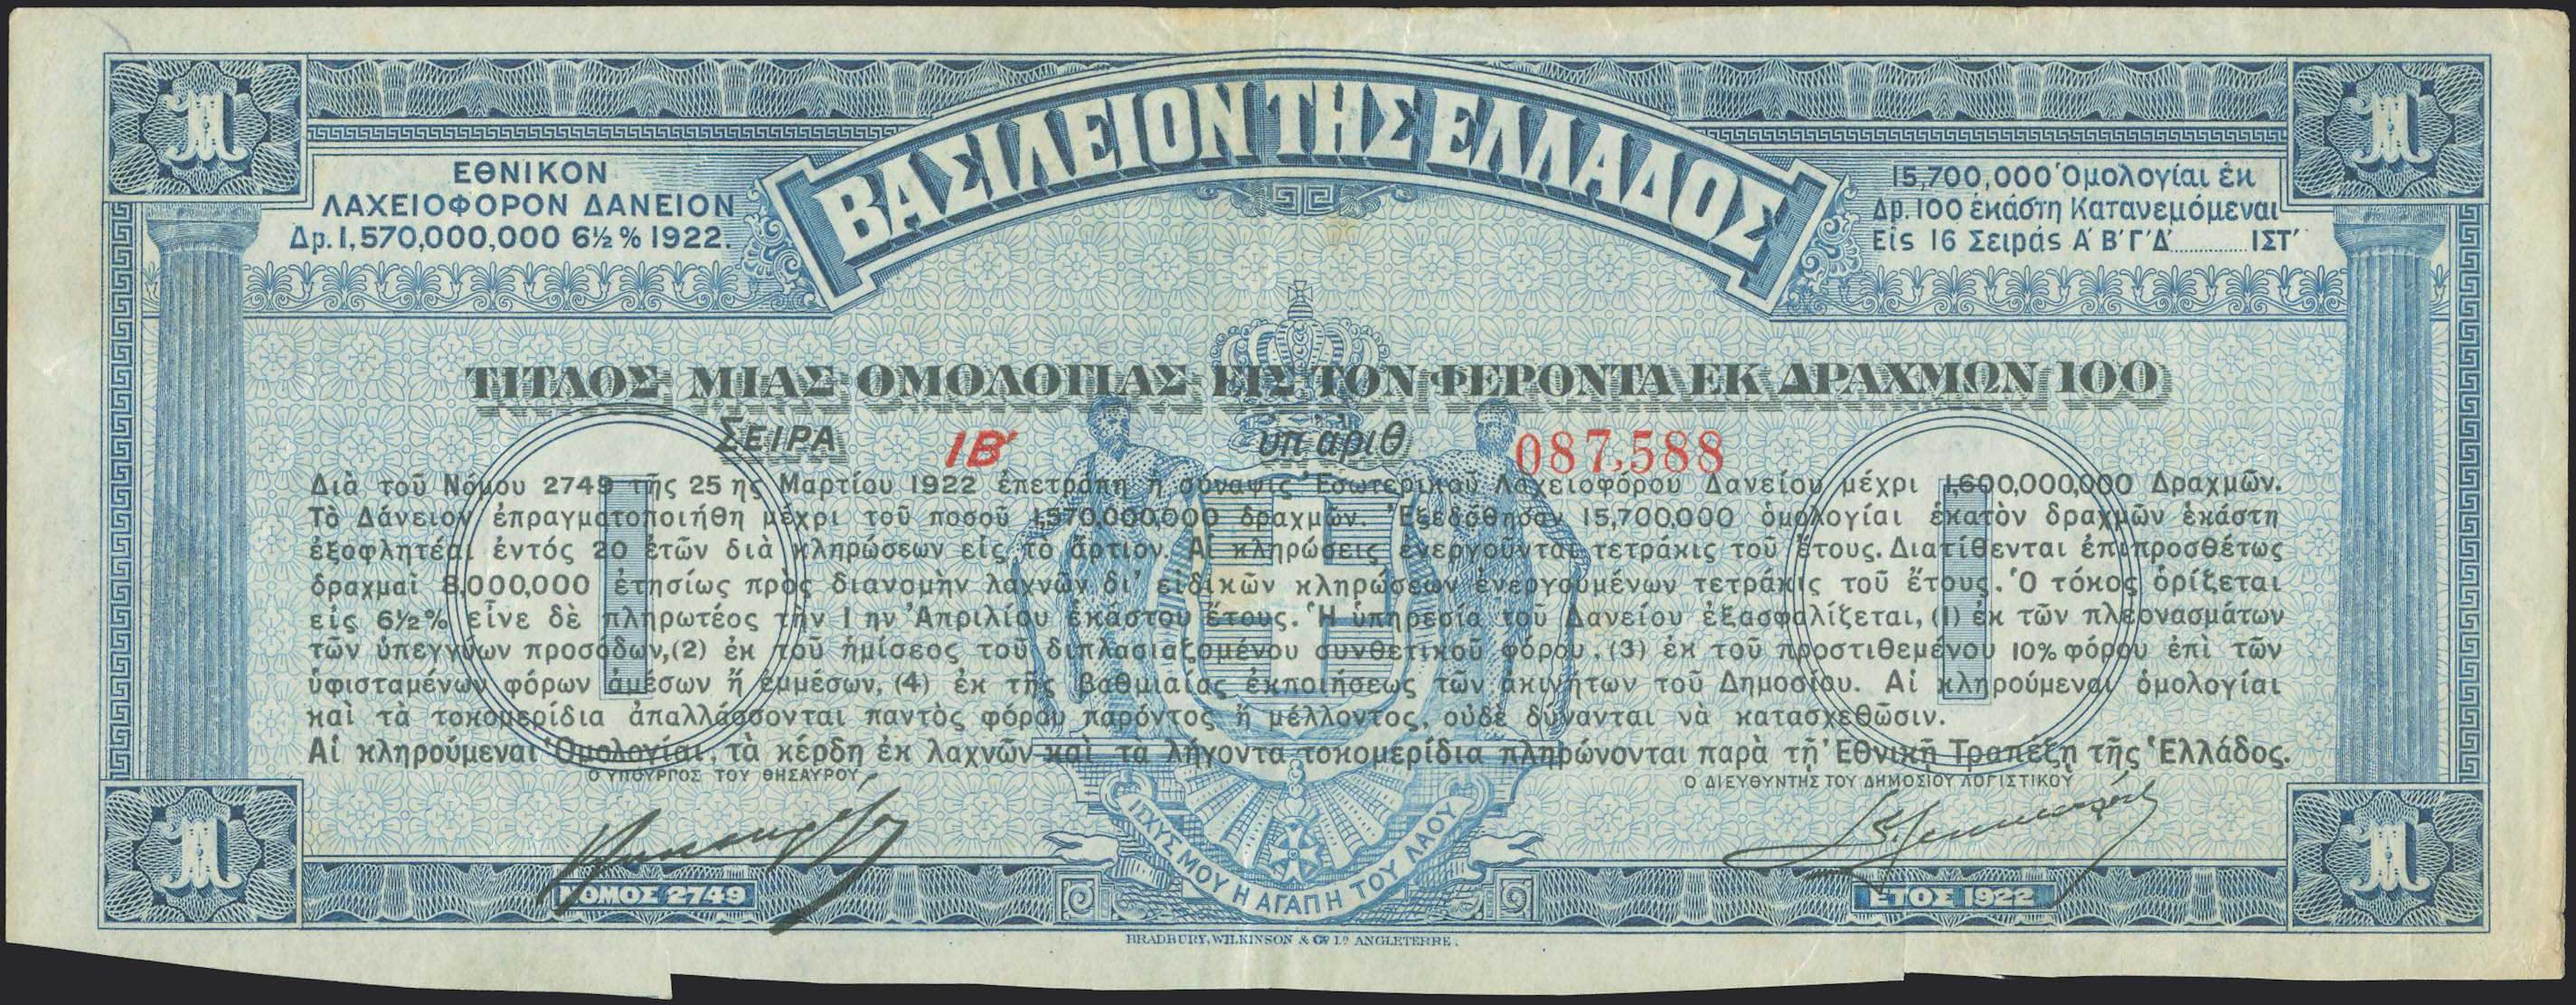 ΒΑΣΙΛΕΙΟΝ ΤΗΣ ΕΛΛΑΔΟΣ
1
1
ΕΘΝΙΚΟΝ
ΛΑΧΕΙΟΦΟΡΟΝ ΔΑΝΕΙΟΝ
Δρ. 1,570,000,000 6½ % 1922.
15,700,000 Ὁμολογίαι ἐκ
Δρ. 100 ἑκάστη Κατανεμόμεναι
Εἰς 16 Σειράς Α΄ Β΄ Γ΄ Δ΄............ΙΣΤ΄
ΤΙΤΛΟΣ ΜΙΑΣ ΟΜΟΛΟΓΙΑΣ ΕΙΣ ΤΟΝ ΦΕΡΟΝΤΑ ΕΚ ΔΡΑΧΜΩΝ 100
ΣΕΙΡΑ ΙΒ΄ ὑπ' ἀριθ 087,588
Διὰ τοῦ Νόμου 2749 τῆς 25 ης Μαρτίου 1922 ἐπετράπη ἡ σύναψις Ἐσωτερικοῦ Λαχειοφόρου Δανείου μέχρι 1,600,000,000 Δραχμῶν.
Τὸ Δάνειον ἐπραγματοποιήθη μέχρι τοῦ ποσοῦ 1,570,000,000 δραχμῶν. Ἐξεδόθησαν 15,700,000 ὁμολογίαι ἑκατὸν δραχμῶν ἑκάστη
ἐξοφλητέαι ἐντός 20 ἐτῶν διὰ κληρώσεων εἰς τὸ ἄρτιον. Αἱ κληρώσεις ἐνεργοῦνται τετράκις τοῦ ἔτους. Διατίθενται ἐπιπροσθέτως
δραχμαὶ 8,000,000 ἐτησίως πρὸς διανομὴν λαχνῶν δι' εἰδικῶν κληρώσεων ἐνεργουμένων τετράκις τοῦ ἔτους. Ὁ τόκος ὁρίζεται
εἰς 6½% εἶνε δὲ πληρωτέος τὴν 1 ην Ἀπριλίου ἑκάστου ἔτους. Ἡ ὑπηρεσία τοῦ Δανείου ἐξασφαλίζεται, (1) ἐκ τῶν πλεονασμάτων
τῶν ὑπεγγύων προσόδων,(2) ἐκ τοῦ ἡμίσεος τοῦ διπλασιαζομένου συνθετικοῦ φόρου, (3) ἐκ τοῦ προστιθεμένου 10% φόρου ἐπὶ τῶν
ὑφισταμένων φόρων ἀμέσων ἤ ἐμμέσων, (4) ἐκ τῆς βαθμιαίας ἐκποιήσεως τῶν ἀκινήτων τοῦ Δημοσίου. Αἱ κληρούμεναι ὁμολογίαι
καὶ τὰ τοκομερίδια ἀπαλλάσσονται παντὸς φόρου παρόντος ἤ μέλλοντος, οὐδὲ δύνανται νὰ κατασχεθῶσιν.
Αἱ κληρούμεναι Ὁμολογίαι, τὰ κέρδη ἐκ λαχνῶν καὶ τὰ λήγοντα τοκομερίδια πληρώνονται παρὰ τῇ Ἐθνικῇ Τραπέζῃ τῆς Ἑλλάδος.
Ο ΥΠΟΥΡΓΟΣ ΤΟΥ ΘΗΣΑΥΡΟΥ
Ο ΔΙΕΥΘΥΝΤΗΣ ΤΟΥ ΔΗΜΟΣΙΟΥ ΛΟΓΙΣΤΙΚΟΥ
ΙΣΧΥΣ ΜΟΥ Η ΑΓΑΠΗ ΤΟΥ ΛΑΟΥ
1
1
ΝΟΜΟΣ 2749
ΕΤΟΣ 1922
BRADBURY, WILKINSON & Cº Lº ANGLETERRE.